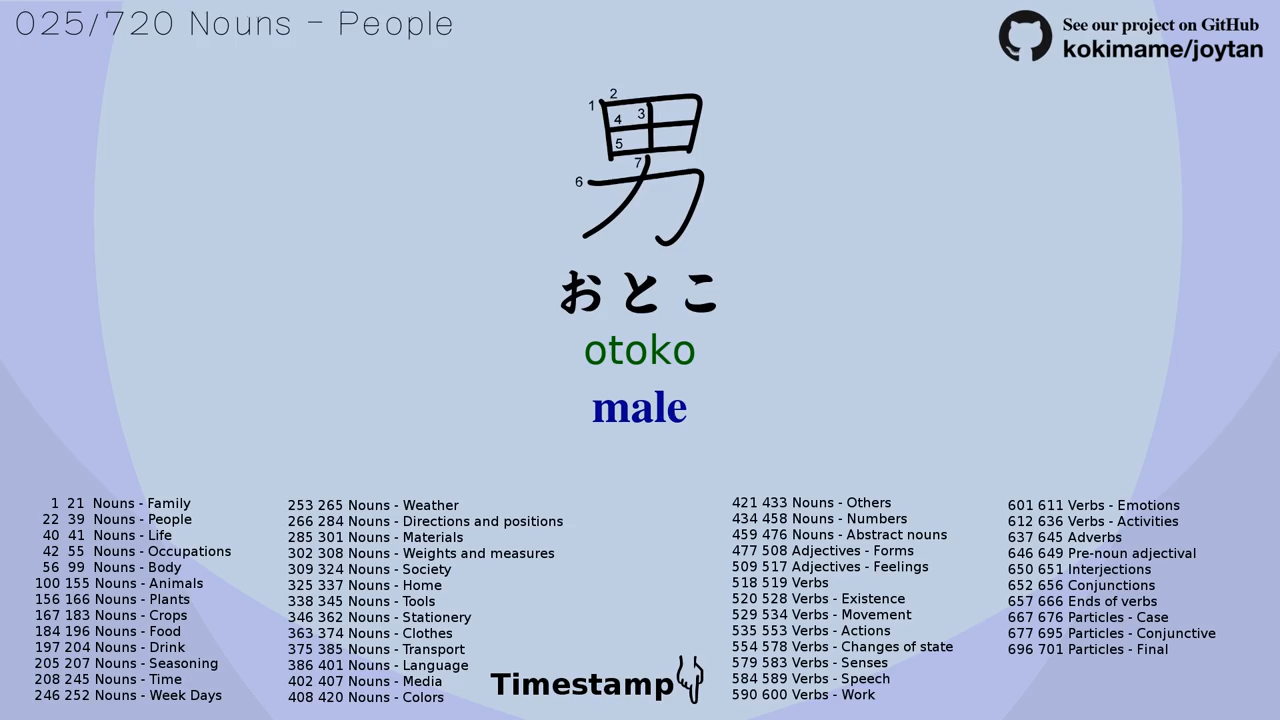 025/720 Nouns - People
See our project on GitHub
kokimame/joytan
1
2
3
4
5
6
7
男
おとこ
otoko
male
1 21 Nouns - Family
22 39 Nouns - People
40 41 Nouns - Life
42 55 Nouns - Occupations
56 99 Nouns - Body
100 155 Nouns - Animals
156 166 Nouns - Plants
167 183 Nouns - Crops
184 196 Nouns - Food
197 204 Nouns - Drink
205 207 Nouns - Seasoning
208 245 Nouns - Time
246 252 Nouns - Week Days
253 265 Nouns - Weather
266 284 Nouns - Directions and positions
285 301 Nouns - Materials
302 308 Nouns - Weights and measures
309 324 Nouns - Society
325 337 Nouns - Home
338 345 Nouns - Tools
346 362 Nouns - Stationery
363 374 Nouns - Clothes
375 385 Nouns - Transport
386 401 Nouns - Language
402 407 Nouns - Media
408 420 Nouns - Colors
Timestamp
421 433 Nouns - Others
434 458 Nouns - Numbers
459 476 Nouns - Abstract nouns
477 508 Adjectives - Forms
509 517 Adjectives - Feelings
518 519 Verbs
520 528 Verbs - Existence
529 534 Verbs - Movement
535 553 Verbs - Actions
554 578 Verbs - Changes of state
579 583 Verbs - Senses
584 589 Verbs - Speech
590 600 Verbs - Work
601 611 Verbs - Emotions
612 636 Verbs - Activities
637 645 Adverbs
646 649 Pre-noun adjectival
650 651 Interjections
652 656 Conjunctions
657 666 Ends of verbs
667 676 Particles - Case
677 695 Particles - Conjunctive
696 701 Particles - Final